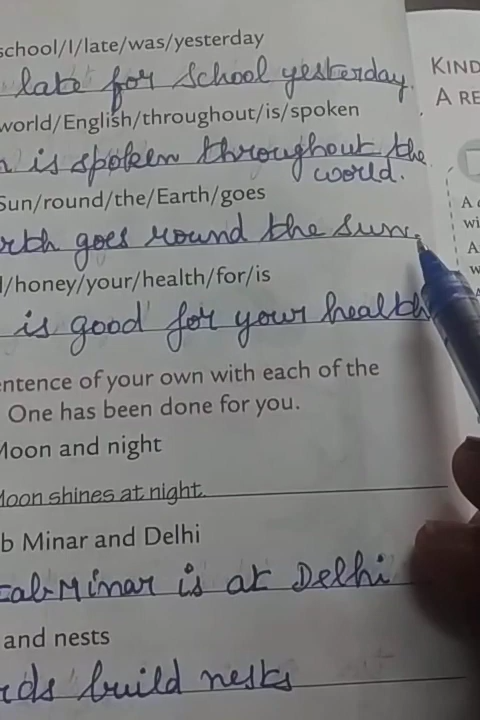 school/I/late/was/yesterday
late for school yesterday.
world/English/throughout/is/spoken
is spoken throughout the
world.
Sun/round/the/Earth/goes
goes round the Sun.
/honey/your/health/for/is
is good for your health
sentence of your own with each of the
One has been done for you.
Moon and night
Moon shines at night.
Minar and Delhi
Minar is at Delhi
and nests
build nests
KIND
A RE
A
wi
A
w